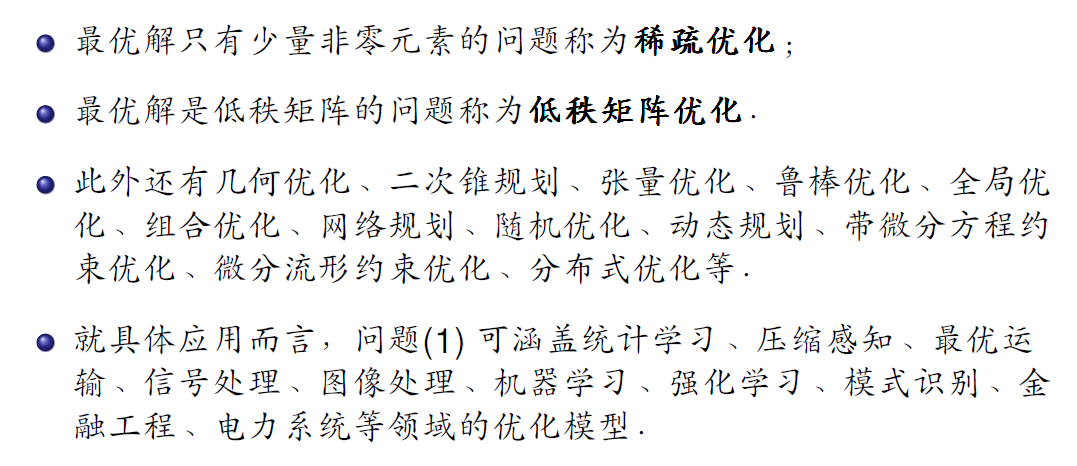 最优解只有少量非零元素的问题称为稀疏优化；
最优解是低秩矩阵的问题称为低秩矩阵优化．
此外还有几何优化、二次锥规划、张量优化、鲁棒优化、全局优
化、组合优化、网络规划、随机优化、动态规划、带微分方程约
束优化、微分流形约束优化、分布式优化等．
就具体应用而言，问题(1) 可涵盖统计学习、压缩感知、最优运
输、信号处理、图像处理、机器学习、强化学习、模式识别、金
融工程、电力系统等领域的优化模型．